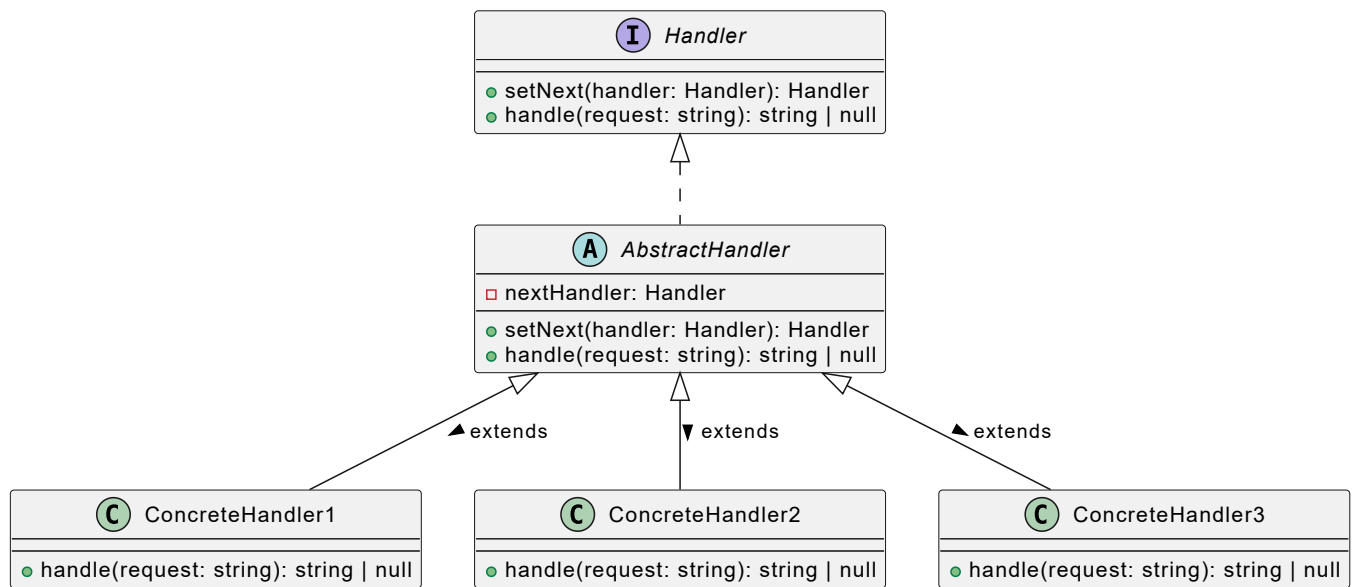 I Handler
setNext(handler: Handler): Handler
handle(request: string): string | null
A AbstractHandler
nextHandler: Handler
setNext(handler: Handler): Handler
handle(request: string): string | null
extends
extends
extends
C ConcreteHandler1
handle(request: string): string | null
C ConcreteHandler2
handle(request: string): string | null
C ConcreteHandler3
handle(request: string): string | null